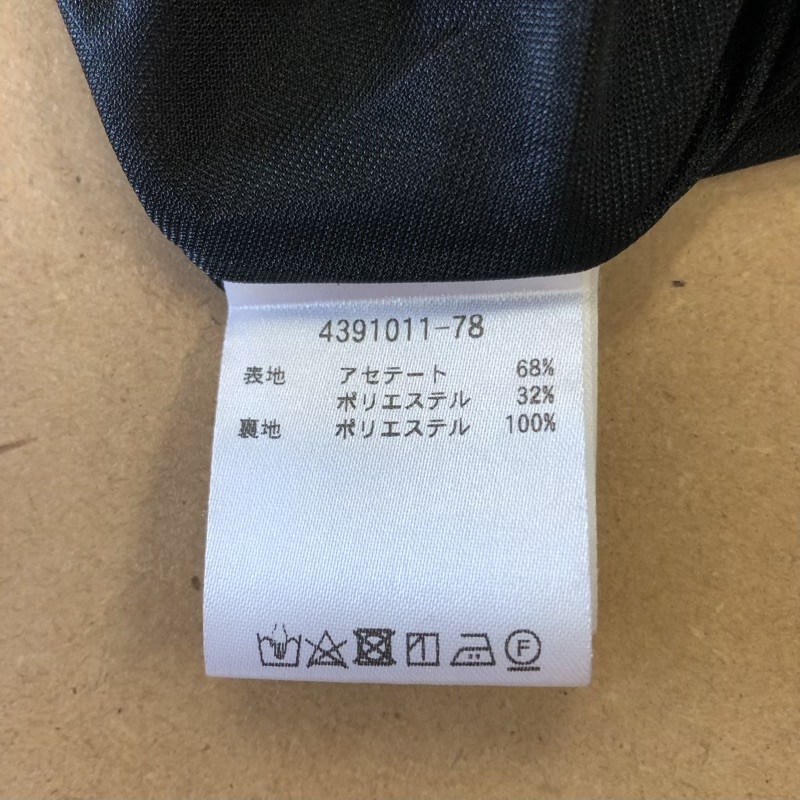 4391011-78
表地 アセテート 68%
ポリエステル 32%
裏地 ポリエステル 100%
F